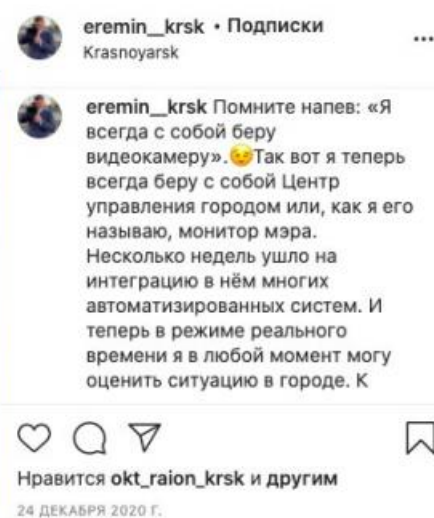 eremin__krsk • Подписки
Krasnoyarsk
eremin__krsk Помните напев: «Я
всегда с собой беру
видеокамеру».😉Так вот я теперь
всегда беру с собой Центр
управления городом или, как я его
называю, монитор мэра.
Несколько недель ушло на
интеграцию в нём многих
автоматизированных систем. И
теперь в режиме реального
времени я в любой момент могу
оценить ситуацию в городе. К
Нравится okt_raion_krsk и другим
24 ДЕКАБРЯ 2020 Г.